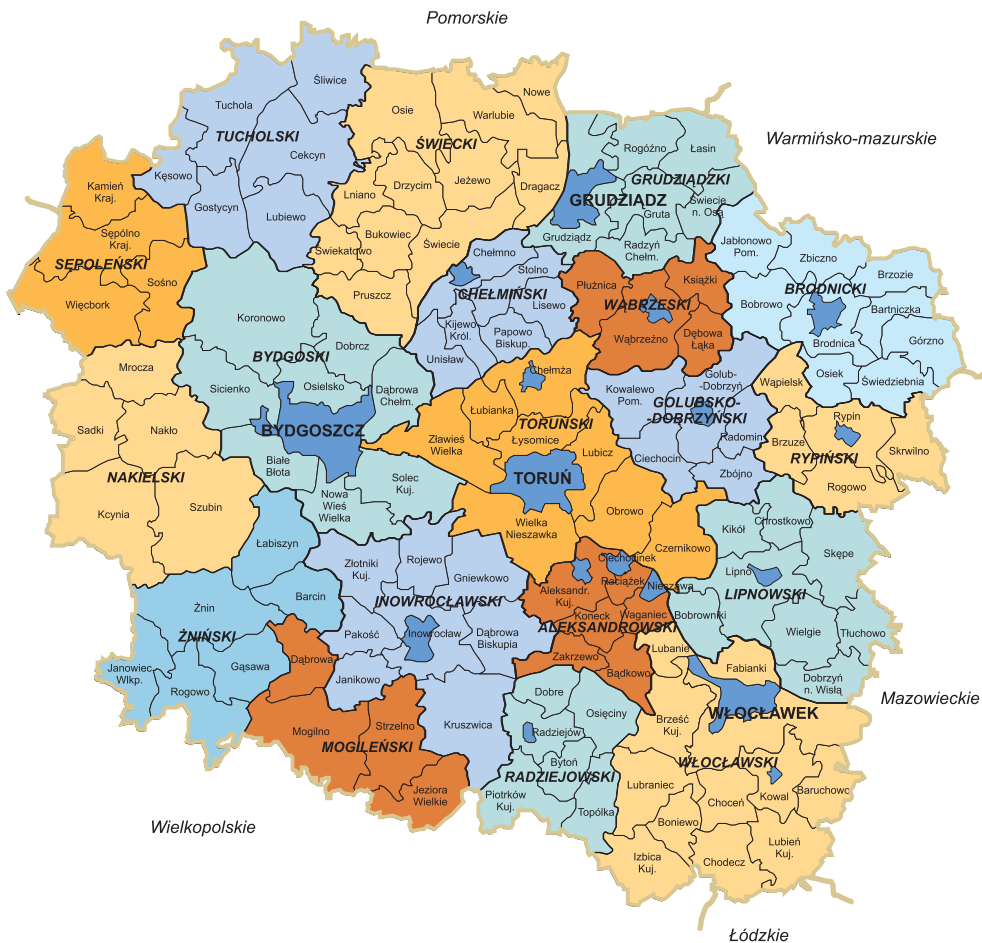 Pomorskie
Warmińsko-mazurskie
Mazowieckie
Łódzkie
Wielkopolskie
TUCHOLSKI
Śliwice
Tuchola
Cekcyn
Kęsowo
Gostycyn
Lubiewo
ŚWIECKI
Osie
Nowe
Warlubie
Lniano
Drzycim
Jeżewo
Dragacz
Bukowiec
Świekatowo
Świecie
Pruszcz
GRUDZIĄDZKI
GRUDZIĄDZ
Rogóźno
Łasin
Gruta
Świecie
n. Osą
Grudziądz
Radzyń
Chełm.
SĘPOLEŃSKI
Kamień
Kraj.
Sępólno
Kraj.
Sośno
Więcbork
BYDGOSKI
BYDGOSZCZ
Koronowo
Dobrcz
Sicienko
Osielsko
Dąbrowa
Chełm.
Białe
Błota
Nowa
Wieś
Wielka
Solec
Kuj.
CHEŁMIŃSKI
Chełmno
Stolno
Lisewo
Kijewo
Król.
Papowo
Biskup.
Unisław
WĄBRZESKI
Płużnica
Książki
Wąbrzeźno
Dębowa
Łąka
BRODNICKI
Jabłonowo
Pom.
Zbiczno
Brzozie
Bobrowo
Bartniczka
Brodnica
Górzno
Osiek
Świedziebnia
NAKIELSKI
Mrocza
Sadki
Nakło
Kcynia
Szubin
TORUŃSKI
TORUŃ
Chełmża
Łubianka
Łysomice
Zławieś
Wielka
Lubicz
Wielka
Nieszawka
Obrowo
Czernikowo
GOLUBSKO-
-DOBRZYŃSKI
Kowalewo
Pom.
Golub-
-Dobrzyń
Radomin
Ciechocin
Zbójno
RYPIŃSKI
Wąpielsk
Rypin
Brzuze
Skrwilno
Rogowo
LIPNOWSKI
Kikół
Chrostkowo
Skępe
Lipno
Bobrowniki
Wielgie
Tłuchowo
Dobrzyń
n. Wisłą
ŻNIŃSKI
Łabiszyn
Żnin
Barcin
Janowiec
Wlkp.
Gąsawa
Rogowo
INOWROCŁAWSKI
Złotniki
Kuj.
Rojewo
Gniewkowo
Pakość
Inowrocław
Dąbrowa
Biskupia
Janikowo
Kruszwica
ALEKSANDROWSKI
Ciechocinek
Aleksandr.
Kuj.
Raciążek
Nieszawa
Koneck
Waganiec
Zakrzewo
Bądkowo
MOGILEŃSKI
Dąbrowa
Mogilno
Strzelno
Jeziora
Wielkie
RADZIEJOWSKI
Dobre
Osięciny
Radziejów
Bytoń
Piotrków
Kuj.
Topólka
WŁOCŁAWSKI
WŁOCŁAWEK
Lubanie
Fabianki
Brześć
Kuj.
Lubraniec
Choceń
Kowal
Baruchowo
Boniewo
Izbica
Kuj.
Chodecz
Lubień
Kuj.